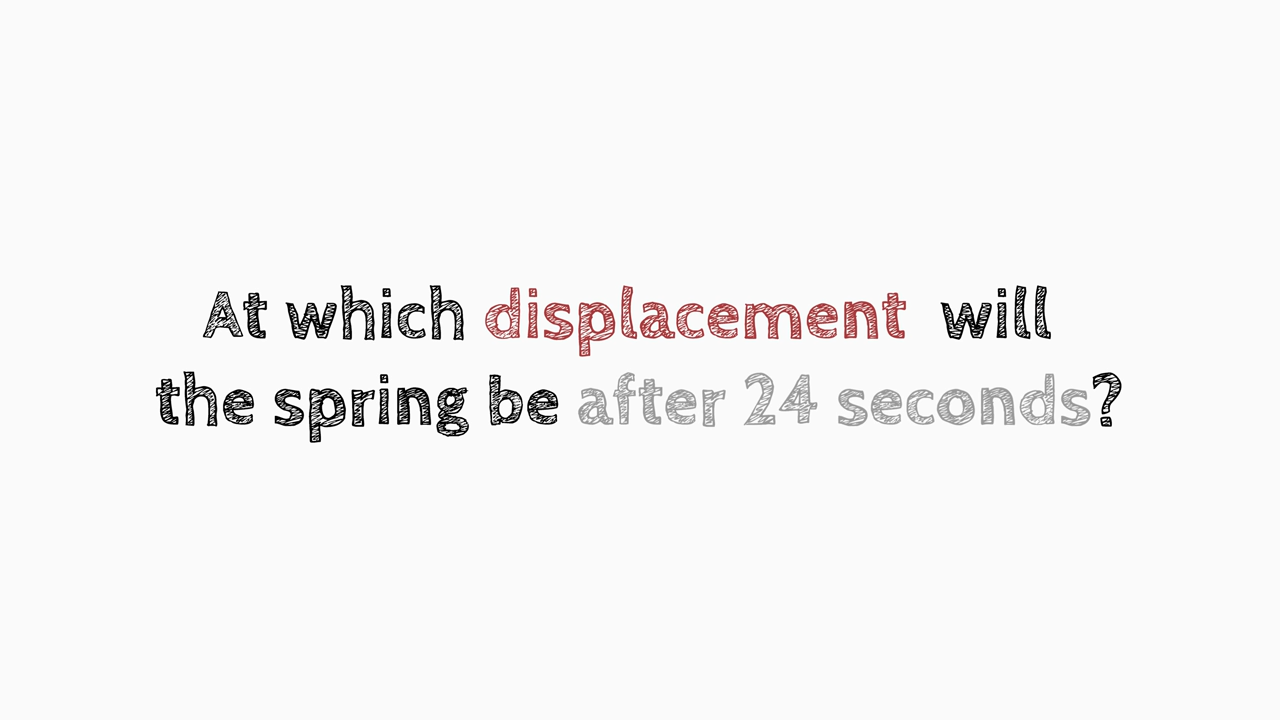 At which displacement will
the spring be after 24 seconds?